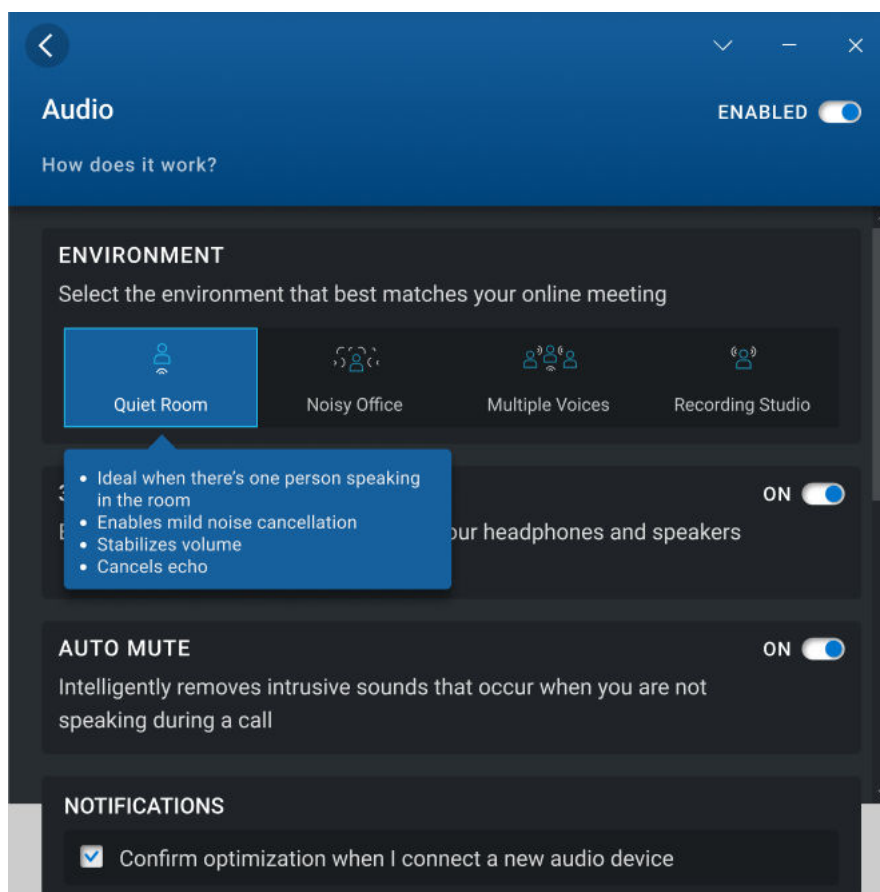 Audio
ENABLED
How does it work?
ENVIRONMENT
Select the environment that best matches your online meeting
Quiet Room
Noisy Office
Multiple Voices
Recording Studio
• Ideal when there's one person speaking
in the room
• Enables mild noise cancellation
• Stabilizes volume
• Cancels echo
ON
headphones and speakers
AUTO MUTE
ON
Intelligently removes intrusive sounds that occur when you are not
speaking during a call
NOTIFICATIONS
Confirm optimization when I connect a new audio device